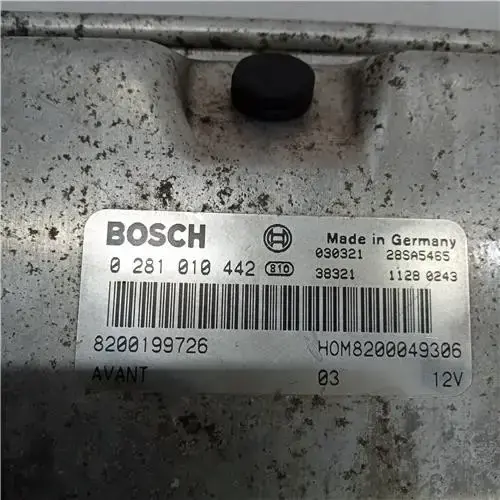 BOSCH Made in Germany
030321 28SA5465
0 281 010 442 810 38321 1128 0243
8200199726 HOM8200049306
AVANT 03 12V